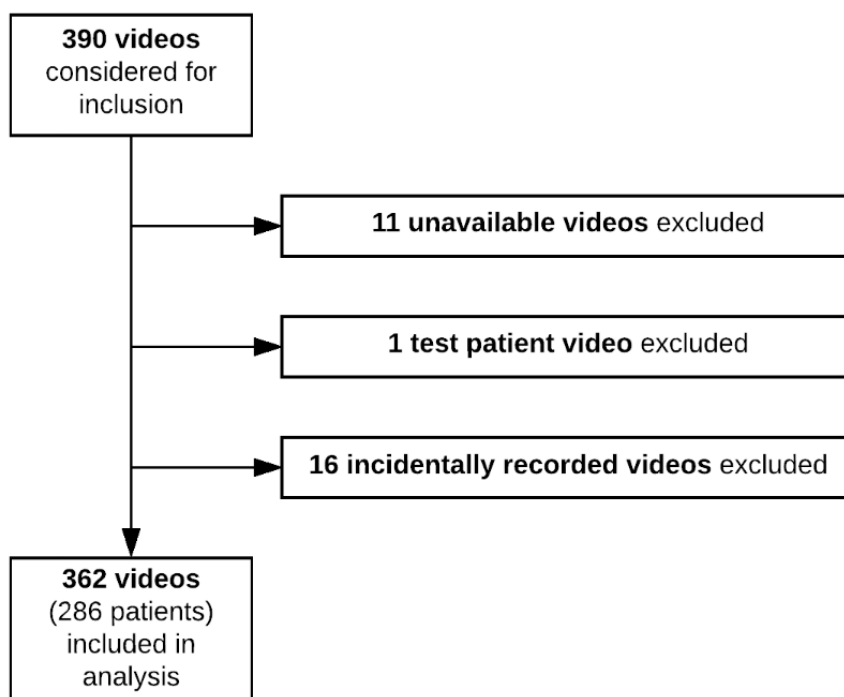 390 videos
considered for
inclusion
11 unavailable videos excluded
1 test patient video excluded
16 incidentally recorded videos excluded
362 videos
(286 patients)
included in
analysis